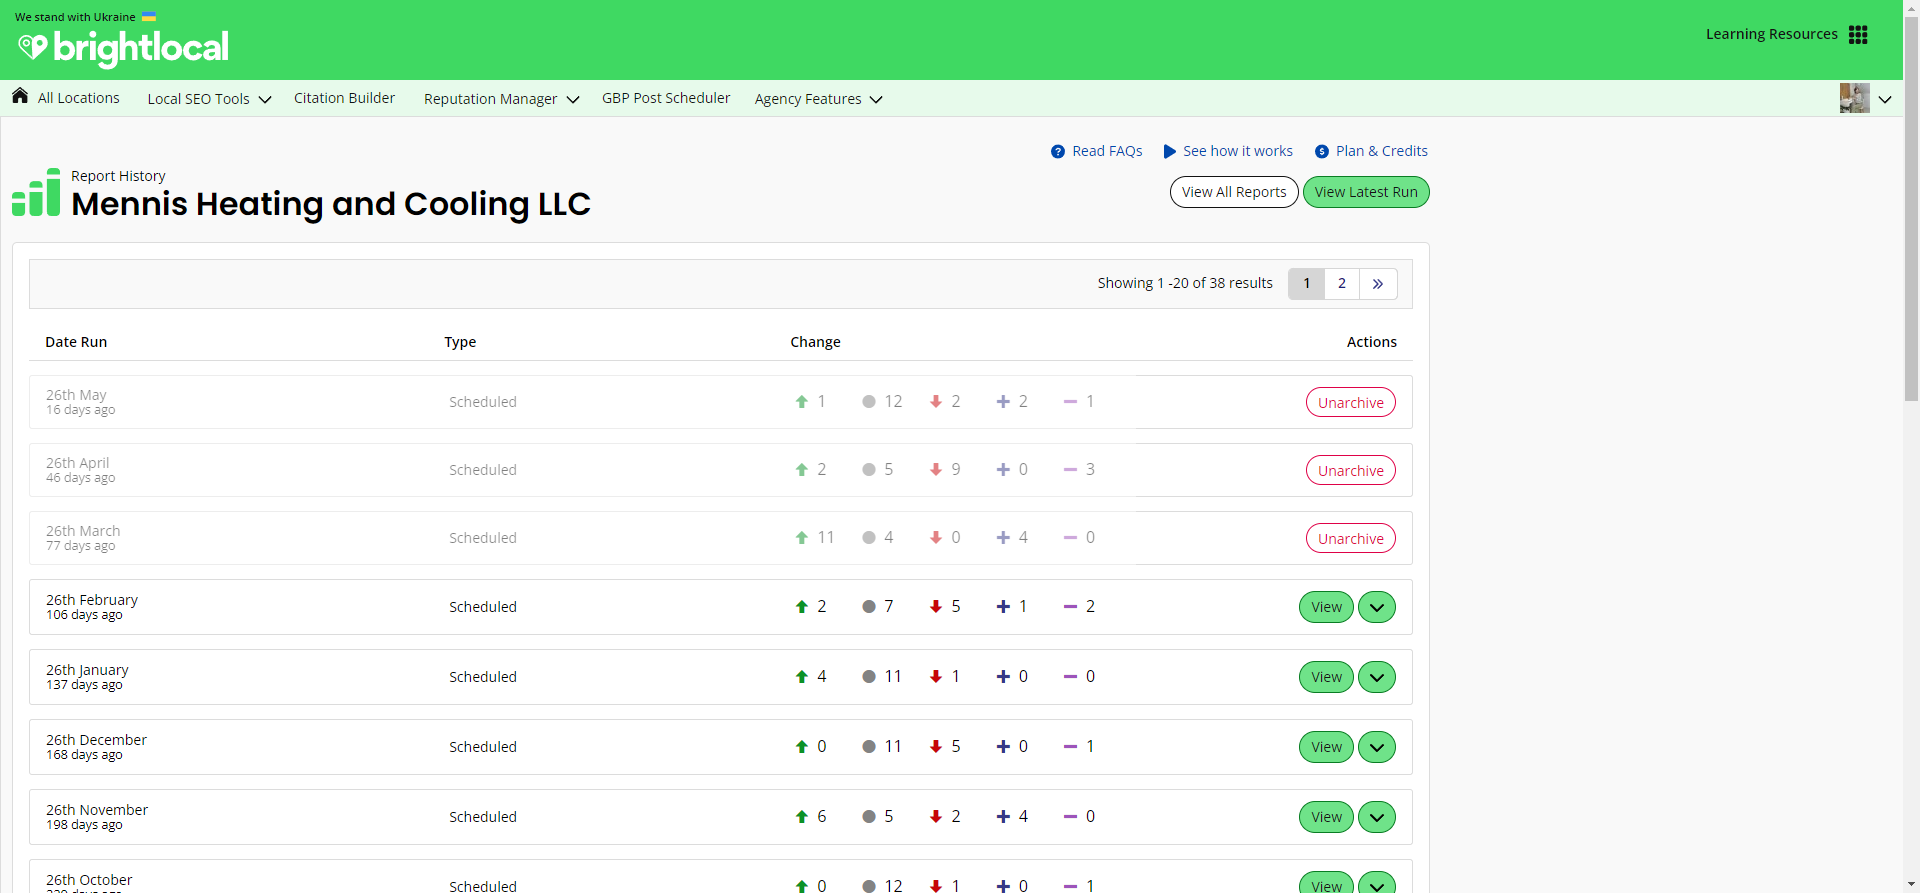 We stand with Ukraine
brightlocal
Learning Resources
All Locations Local SEO Tools Citation Builder Reputation Manager GBP Post Scheduler Agency Features
Read FAQs See how it works Plan & Credits
Report History
Mennis Heating and Cooling LLC
View All Reports View Latest Run
Showing 1 -20 of 38 results 1 2 »
Date Run Type Change Actions
26th May
16 days ago
Scheduled 1 12 2 2 1 Unarchive
26th April
46 days ago
Scheduled 2 5 9 0 3 Unarchive
26th March
77 days ago
Scheduled 11 4 0 4 0 Unarchive
26th February
106 days ago
Scheduled 2 7 5 1 2 View
26th January
137 days ago
Scheduled 4 11 1 0 0 View
26th December
168 days ago
Scheduled 0 11 5 0 1 View
26th November
198 days ago
Scheduled 6 5 2 4 0 View
26th October
Scheduled 0 12 1 0 1 View